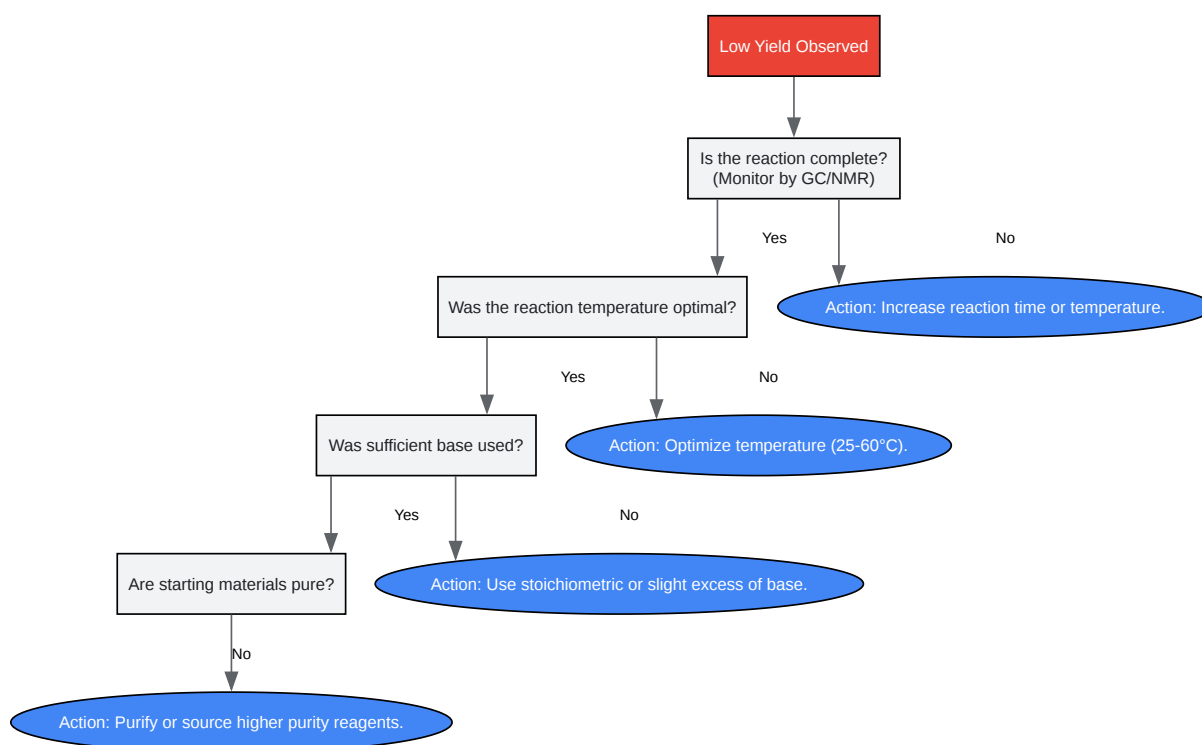 Low Yield Observed
Is the reaction complete?
(Monitor by GC/NMR)
Yes
No
Was the reaction temperature optimal?
Action: Increase reaction time or temperature.
Yes
No
Was sufficient base used?
Action: Optimize temperature (25-60°C).
Yes
No
Are starting materials pure?
Action: Use stoichiometric or slight excess of base.
No
Action: Purify or source higher purity reagents.